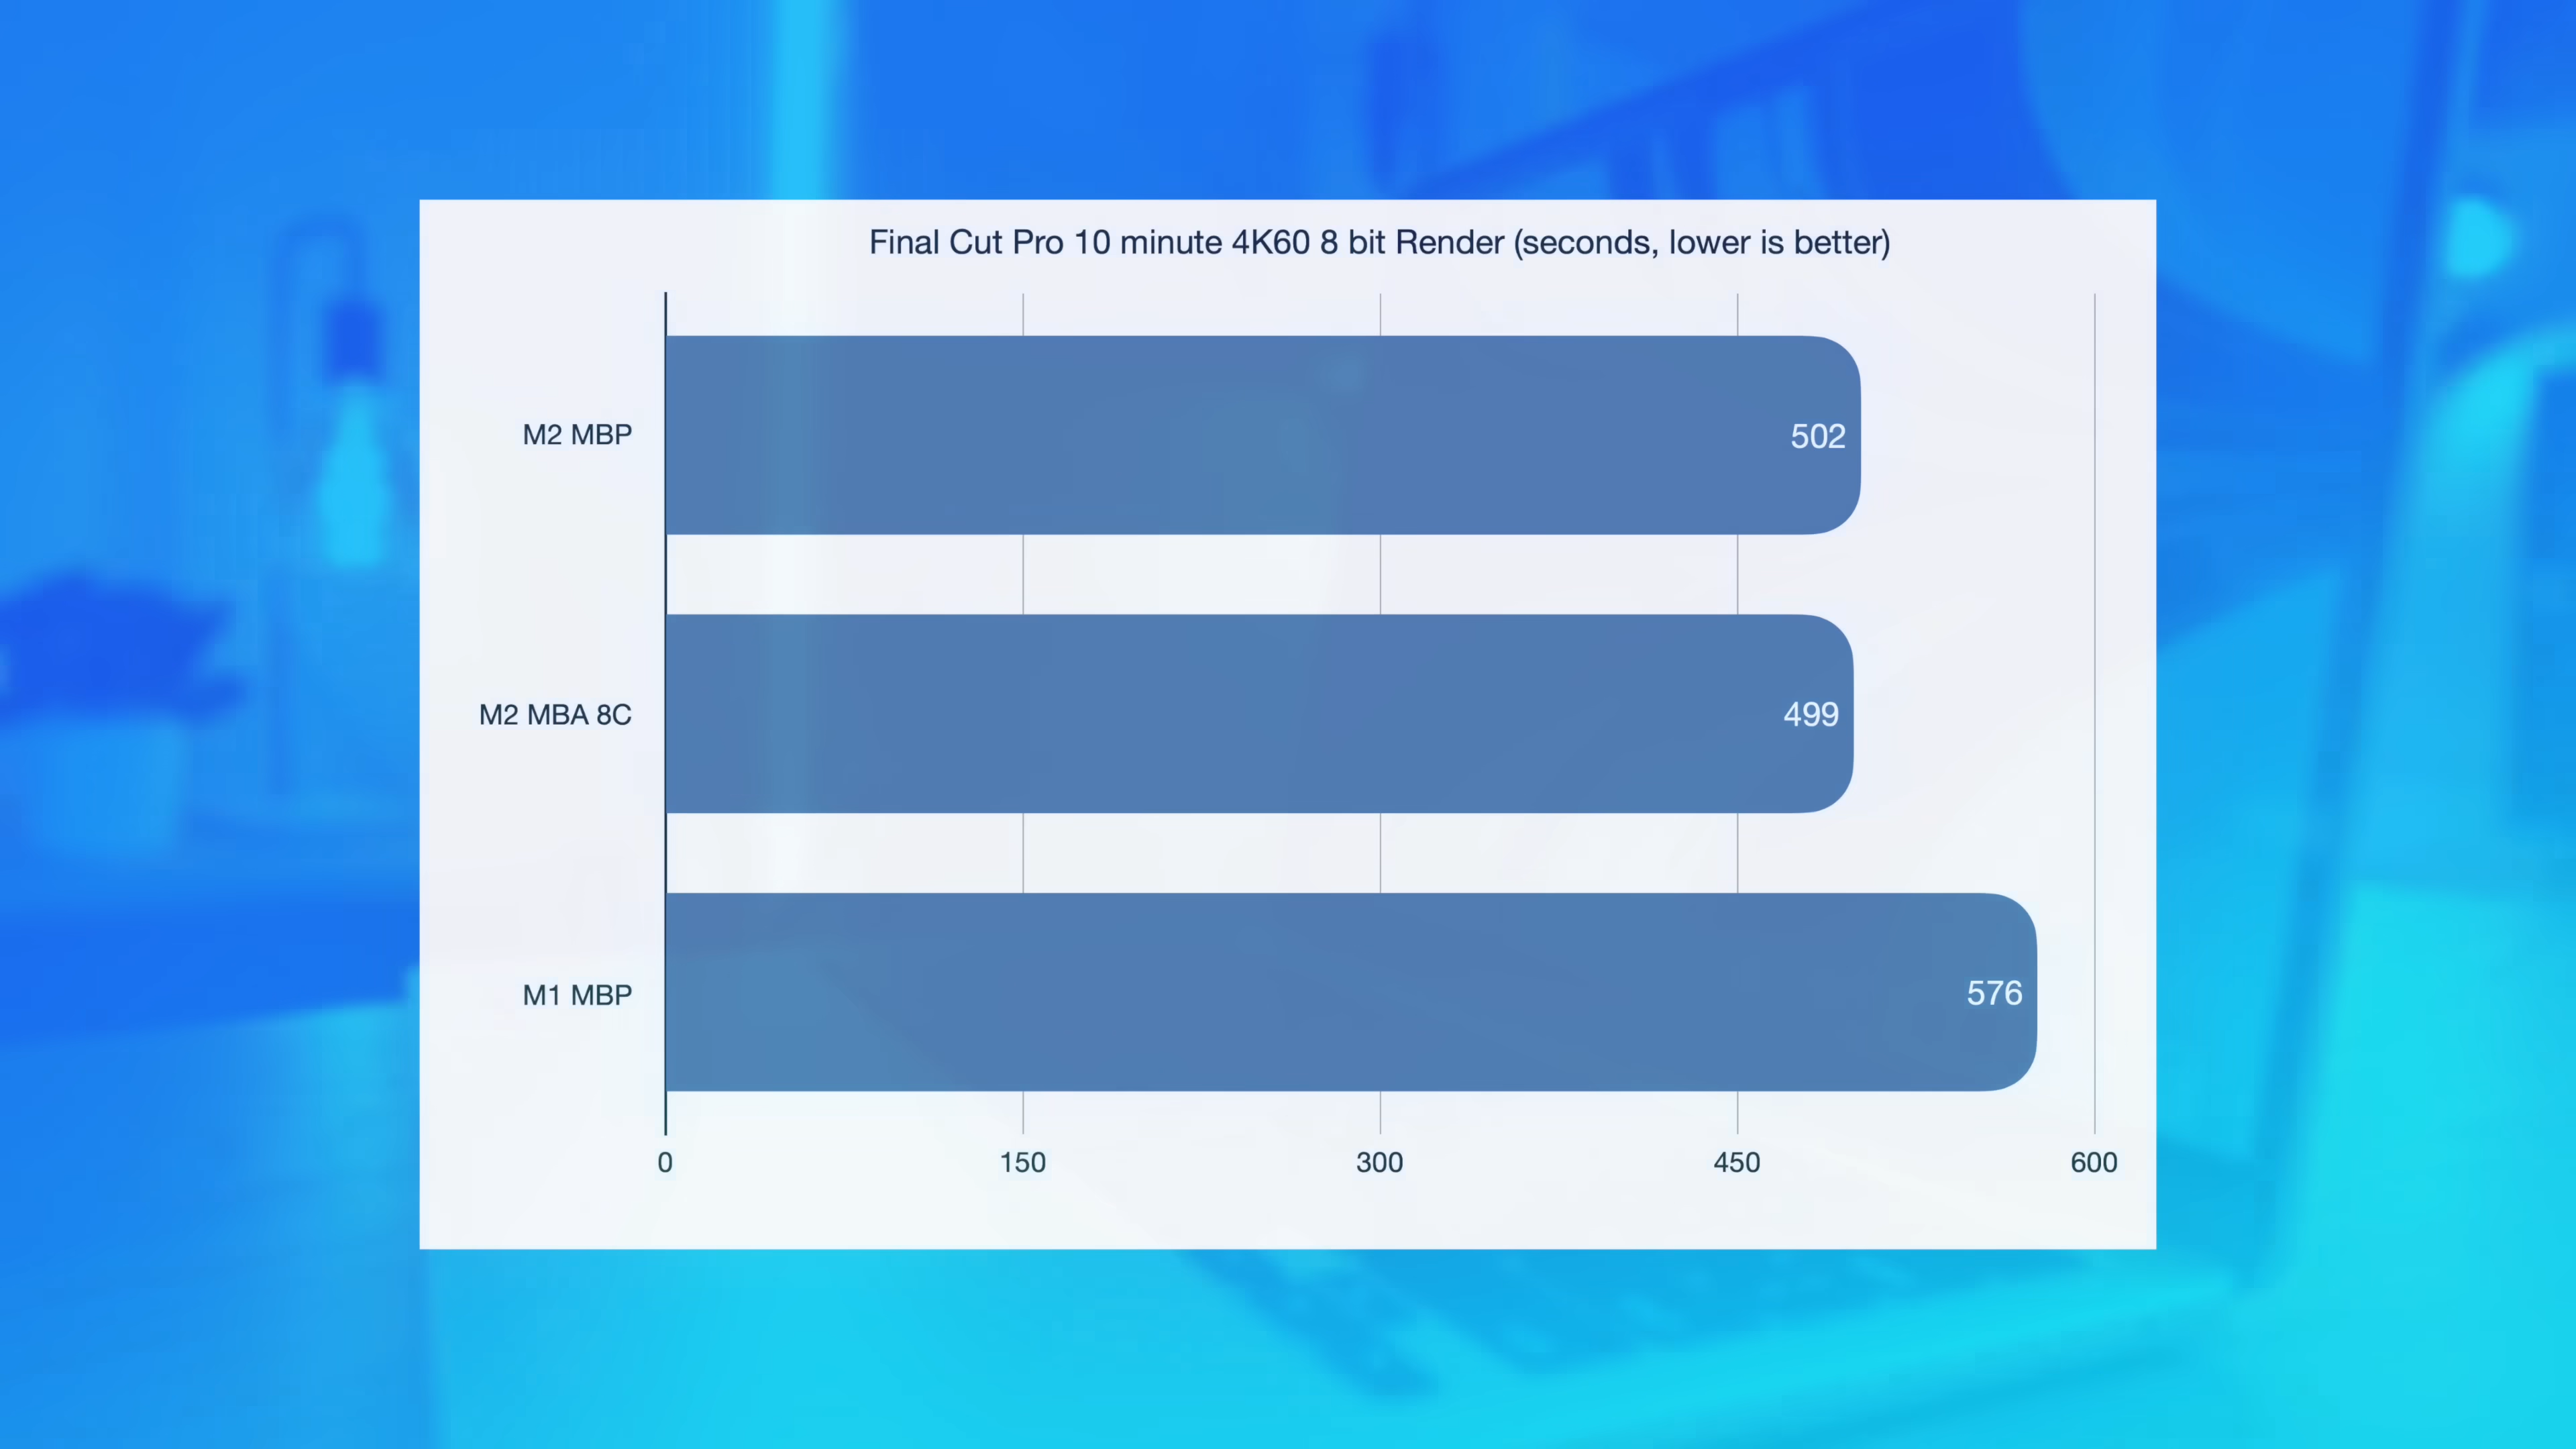 Final Cut Pro 10 minute 4K60 8 bit Render (seconds, lower is better)
M2 MBP
502
M2 MBA 8C
499
M1 MBP
576
0 150 300 450 600